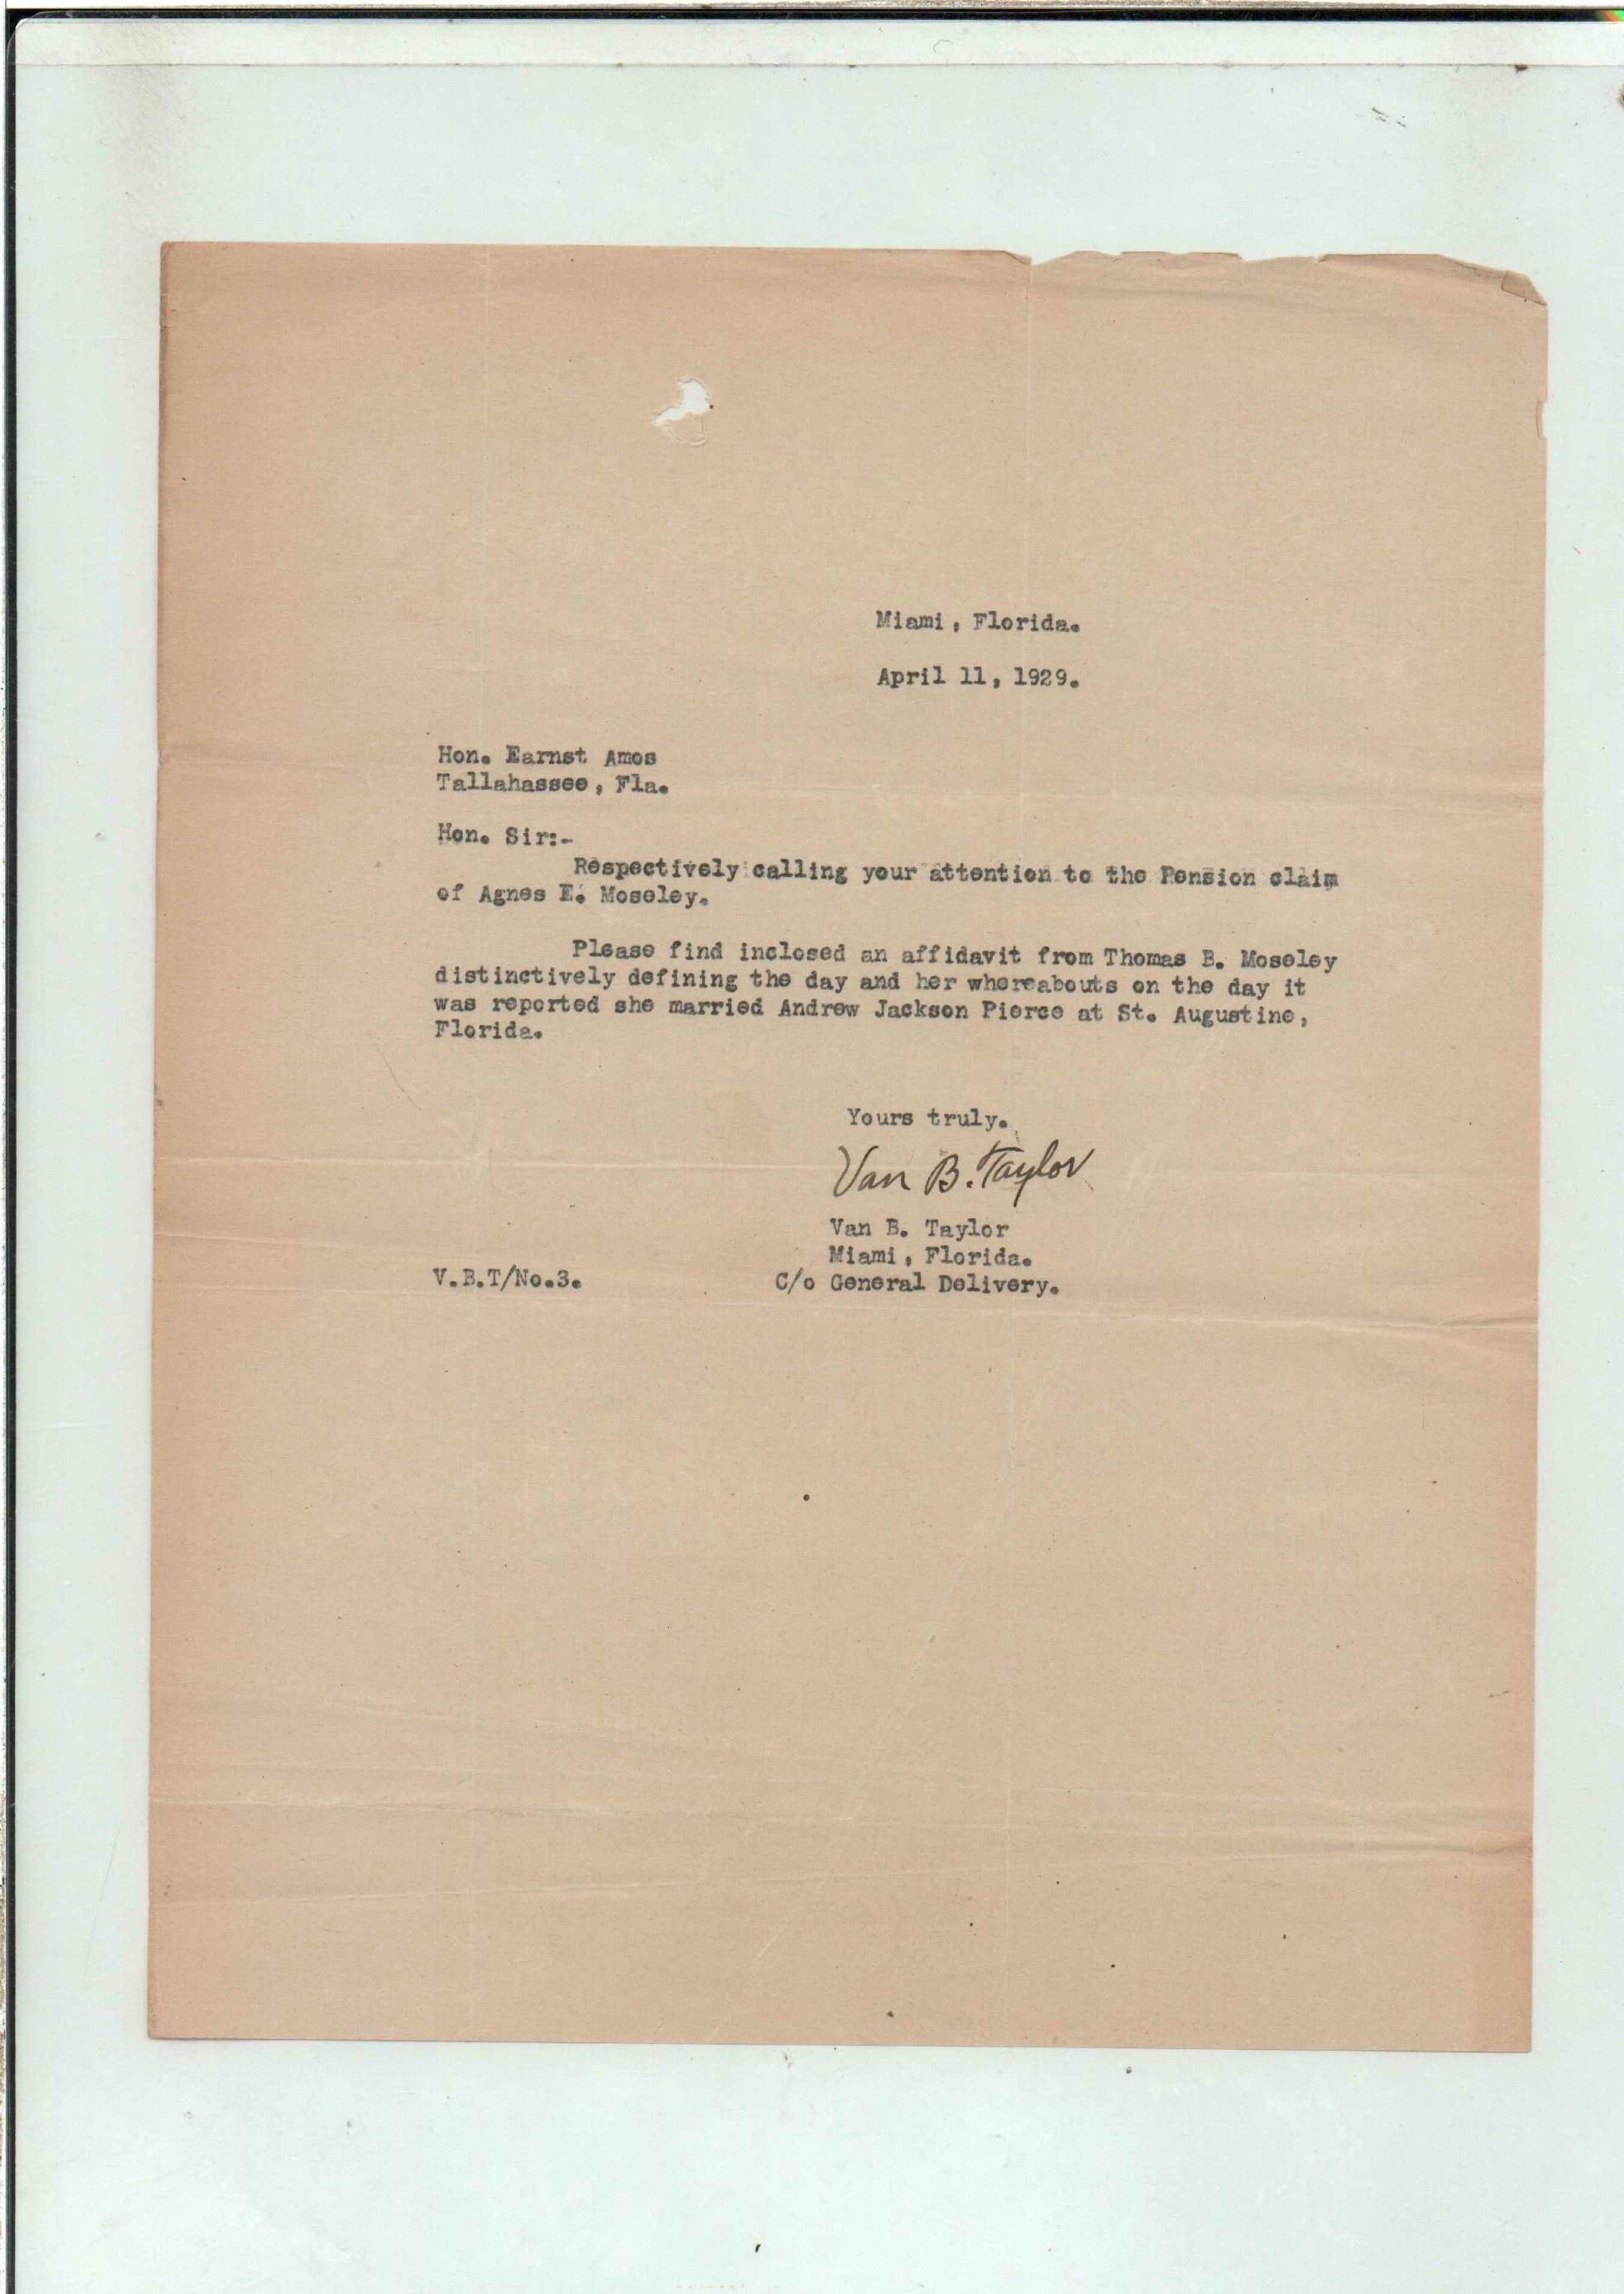 Miami, Florida.
April 11, 1929.
Hon. Earnst Amos
Tallahassee, Fla.
Hon. Sir:-
Respectively calling your attention to the Pension claim
of Agnes E. Moseley.
Please find inclosed an affidavit from Thomas B. Moseley
distinctively defining the day and her whereabouts on the day it
was reported she married Andrew Jackson Pierce at St. Augustine,
Florida.
Yours truly.
Van B. Taylor
Van B. Taylor
Miami, Florida.
V.B.T/No.3. C/o General Delivery.